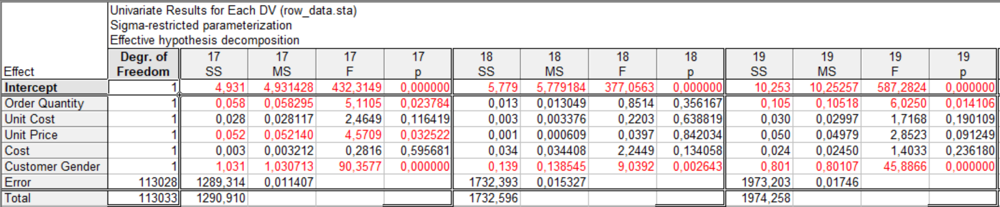 Univariate Results for Each DV (row_data.sta)
Sigma-restricted parameterization
Effective hypothesis decomposition
Effect Degr. of Freedom 17 SS 17 MS 17 F 17 p 18 SS 18 MS 18 F 18 p 19 SS 19 MS 19 F 19 p
Intercept 1 4,931 4,931428 432,3149 0,000000 5,779 5,779184 377,0563 0,000000 10,253 10,25257 587,2824 0,000000
Order Quantity 1 0,058 0,058295 5,1105 0,023784 0,013 0,013049 0,8514 0,356167 0,105 0,10518 6,0250 0,014106
Unit Cost 1 0,028 0,028117 2,4649 0,116419 0,003 0,003376 0,2203 0,638819 0,030 0,02997 1,7168 0,190109
Unit Price 1 0,052 0,052140 4,5709 0,032522 0,001 0,000609 0,0397 0,842034 0,050 0,04979 2,8523 0,091249
Cost 1 0,003 0,003212 0,2816 0,595681 0,034 0,034408 2,2449 0,134058 0,024 0,02450 1,4033 0,236180
Customer Gender 1 1,031 1,030713 90,3577 0,000000 0,139 0,138545 9,0392 0,002643 0,801 0,80107 45,8866 0,000000
Error 113028 1289,314 0,011407 1732,393 0,015327 1973,203 0,01746
Total 113033 1290,910 1732,596 1974,258